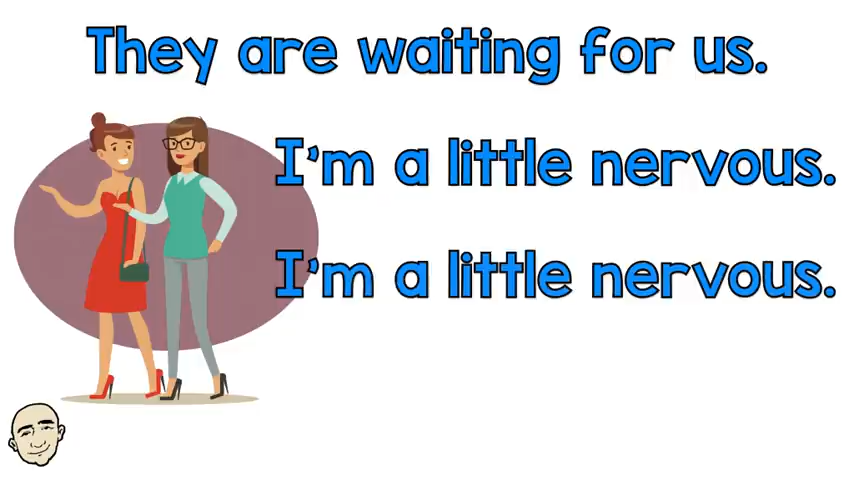 They are waiting for us.
I'm a little nervous.
I'm a little nervous.